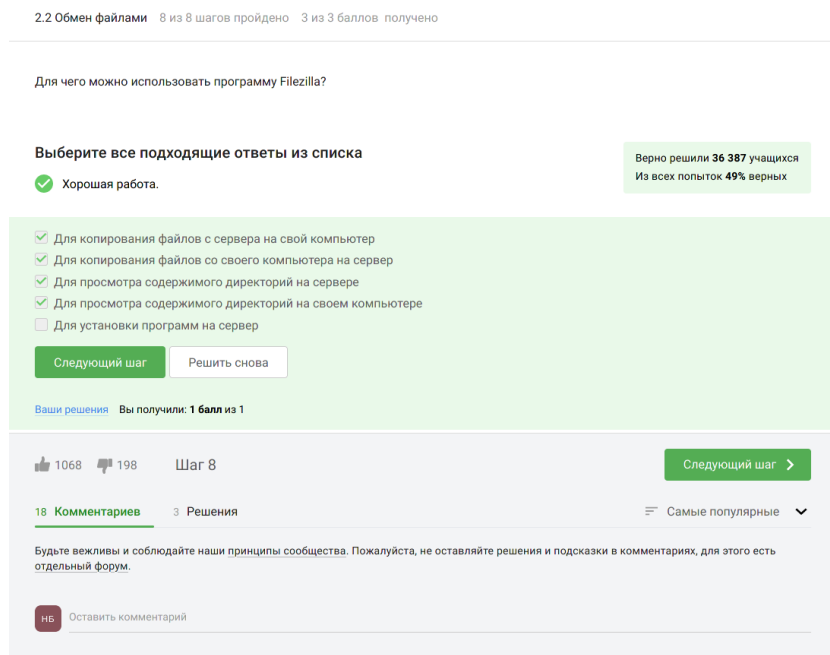 2.2 Обмен файлами 8 из 8 шагов пройдено 3 из 3 баллов получено
Для чего можно использовать программу Filezilla?
Выберите все подходящие ответы из списка
Хорошая работа.
Верно решили 36 387 учащихся
Из всех попыток 49% верных
Для копирования файлов с сервера на свой компьютер
Для копирования файлов со своего компьютера на сервер
Для просмотра содержимого директорий на сервере
Для просмотра содержимого директорий на своем компьютере
Для установки программ на сервер
Следующий шаг Решить снова
Ваши решения Вы получили: 1 балл из 1
1068 198 Шаг 8 Следующий шаг
18 Комментариев 3 Решения Самые популярные
Будьте вежливы и соблюдайте наши принципы сообщества. Пожалуйста, не оставляйте решения и подсказки в комментариях, для этого есть
отдельный форум.
НБ Оставить комментарий